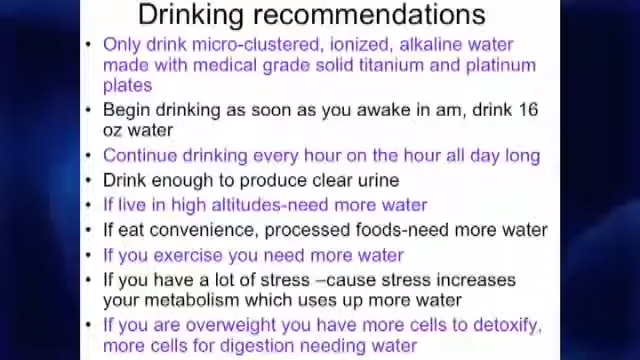 Drinking recommendations
• Only drink micro-clustered, ionized, alkaline water
made with medical grade solid titanium and platinum
plates
• Begin drinking as soon as you awake in am, drink 16
oz water
• Continue drinking every hour on the hour all day long
• Drink enough to produce clear urine
• If live in high altitudes-need more water
• If eat convenience, processed foods-need more water
• If you exercise you need more water
• If you have a lot of stress –cause stress increases
your metabolism which uses up more water
• If you are overweight you have more cells to detoxify,
more cells for digestion needing water